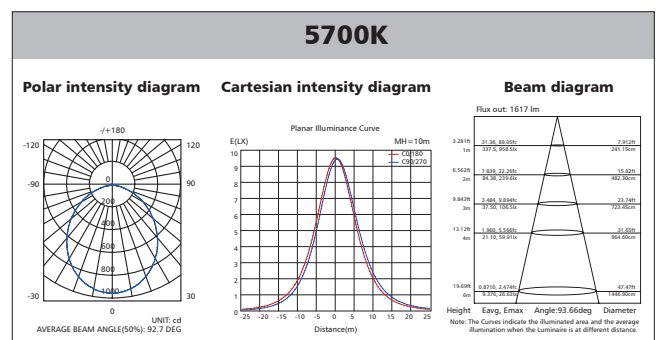 5700K
Polar intensity diagram
Cartesian intensity diagram
Beam diagram
-/+180
-120
120
-90
90
-30
30
0
0
200
400
600
800
1000
UNIT: cd
AVERAGE BEAM ANGLE(50%): 92.7 DEG
Planar Illuminance Curve
E(LX)
MH=10m
C0/180
C90/270
10
9
8
7
6
5
4
3
2
1
0
-25 -20 -15 -10 -5 0 5 10 15 20 25
Distance(m)
Flux out: 1617 lm
3.281ft 31.36, 89.05fc 7.912ft
1m 337.5, 958.5lx 241.15cm
6.562ft 7.839, 22.26fc 15.82ft
2m 84.38, 239.6lx 482.30cm
9.843ft 3.484, 9.894fc 23.74ft
3m 37.50, 106.5lx 723.45cm
13.12ft 1.960, 5.566fc 31.65ft
4m 21.10, 59.91lx 964.60cm
19.69ft 0.8710, 2.474fc 47.47ft
6m 9.376, 26.63lx 1446.90cm
Height Eavg, Emax Angle:93.66deg Diameter
Note: The Curves indicate the illuminated area and the average
illumination when the Luminaire is at different distance.